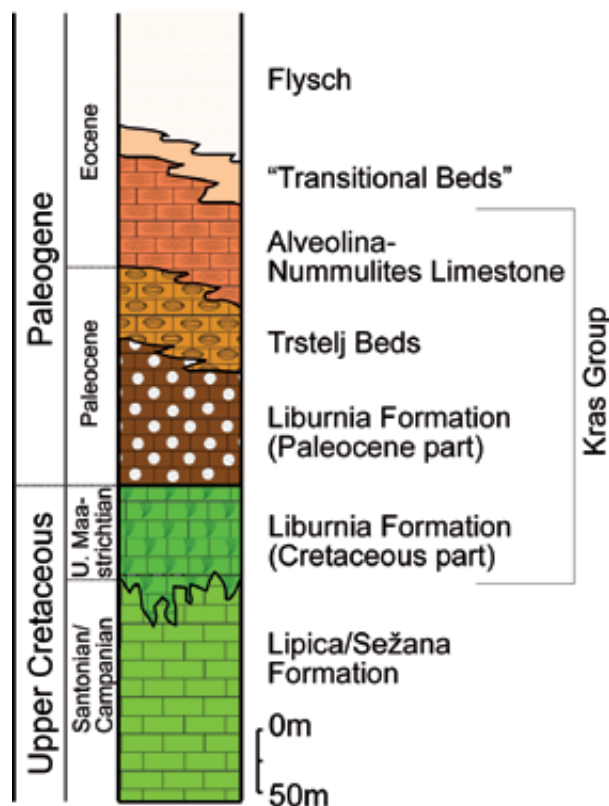 Paleogene
Upper Cretaceous
Eocene
Paleocene
U. Maa-
strichtian
Santonian/
Campanian
Flysch
“Transitional Beds”
Alveolina-
Nummulites Limestone
Trstelj Beds
Liburnia Formation
(Paleocene part)
Liburnia Formation
(Cretaceous part)
Lipica/Sežana
Formation
0m
50m
Kras Group